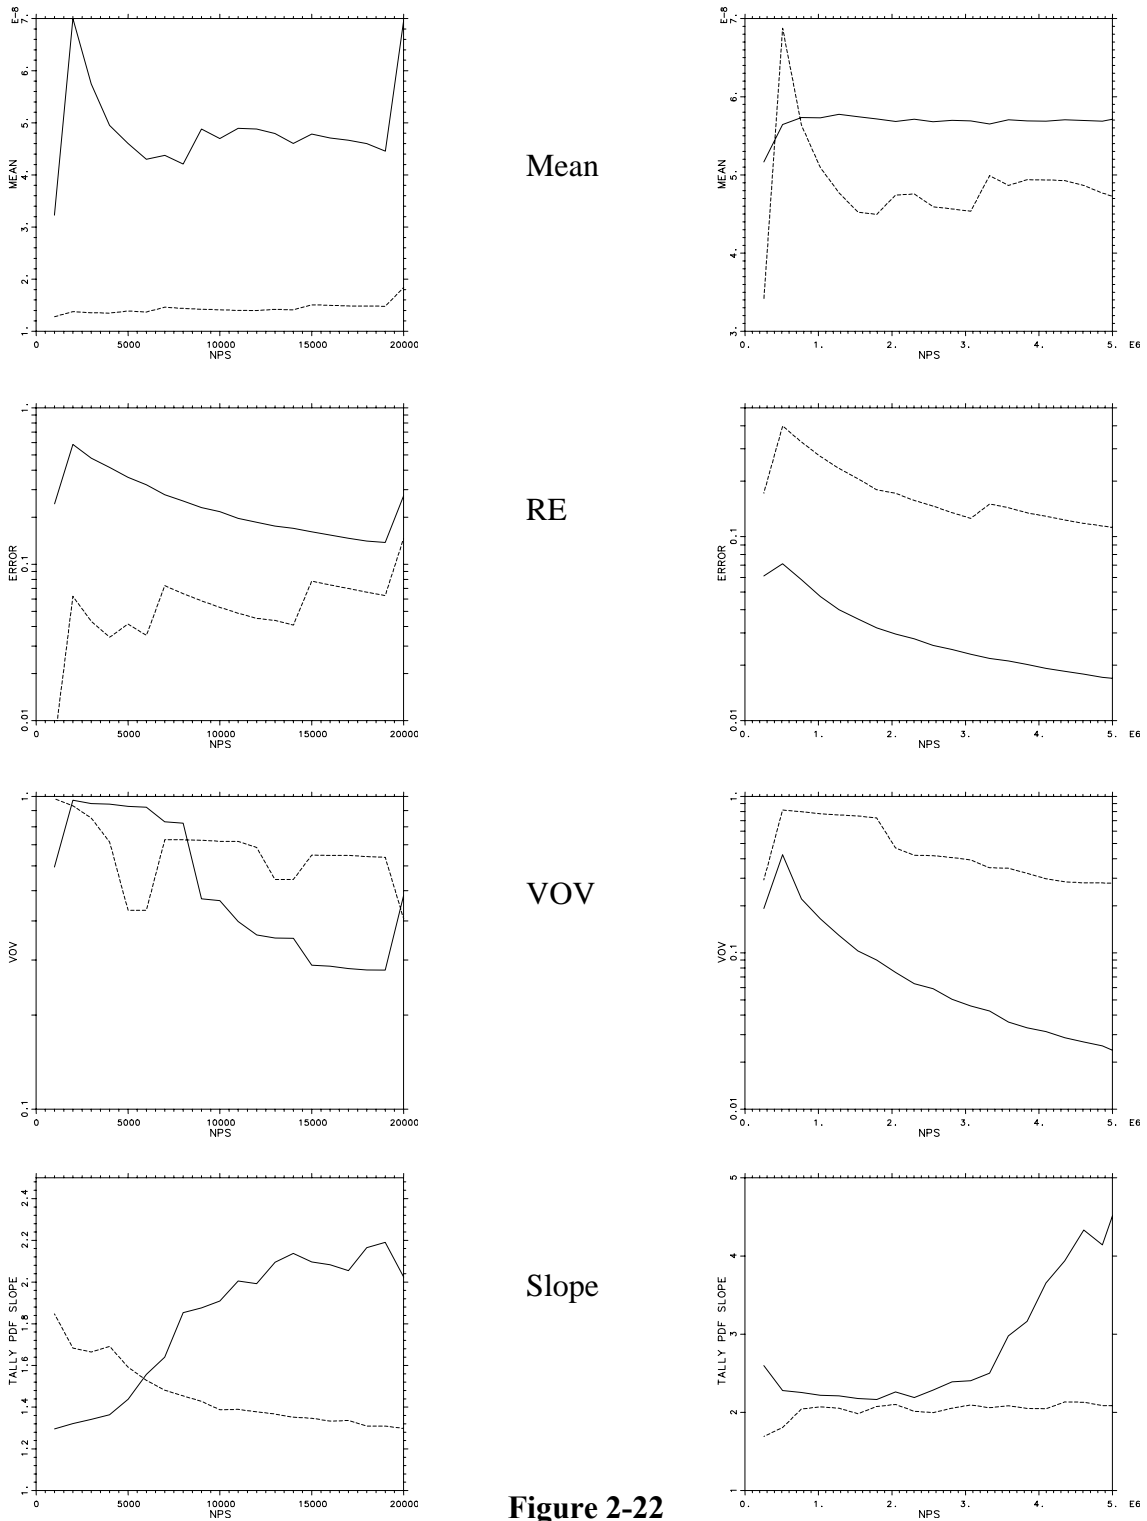 E-8
7.
6.
5.
4.
3.
2.
1.
MEAN
0 5000 10000 15000 20000
NPS
Mean
E-8
7.
6.
5.
4.
3.
MEAN
0. 1. 2. 3. 4. 5. E6
NPS
1.
0.1
0.01
ERROR
0 5000 10000 15000 20000
NPS
RE
0.1
0.01
ERROR
0. 1. 2. 3. 4. 5. E6
NPS
1.
0.1
VOV
0 5000 10000 15000 20000
NPS
VOV
1.
0.1
0.01
VOV
0. 1. 2. 3. 4. 5. E6
NPS
2.4
2.2
2.0
1.8
1.6
1.4
1.2
1.
TALLY PDF SLOPE
0 5000 10000 15000 20000
NPS
Slope
5
4
3
2
1
TALLY PDF SLOPE
0. 1. 2. 3. 4. 5. E6
NPS
Figure 2-22